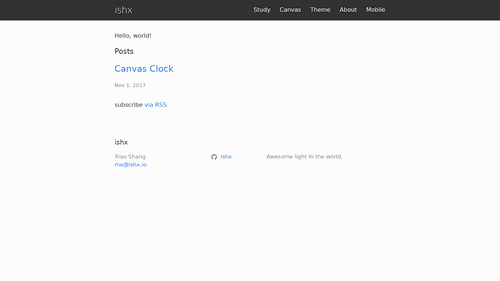 ishx
Study Canvas Theme About Mobile
Hello, world!
Posts
Canvas Clock
Nov 1, 2017
subscribe via RSS
ishx
Xiao Shang
me@ishx.io
ishx
Awesome light in the world.